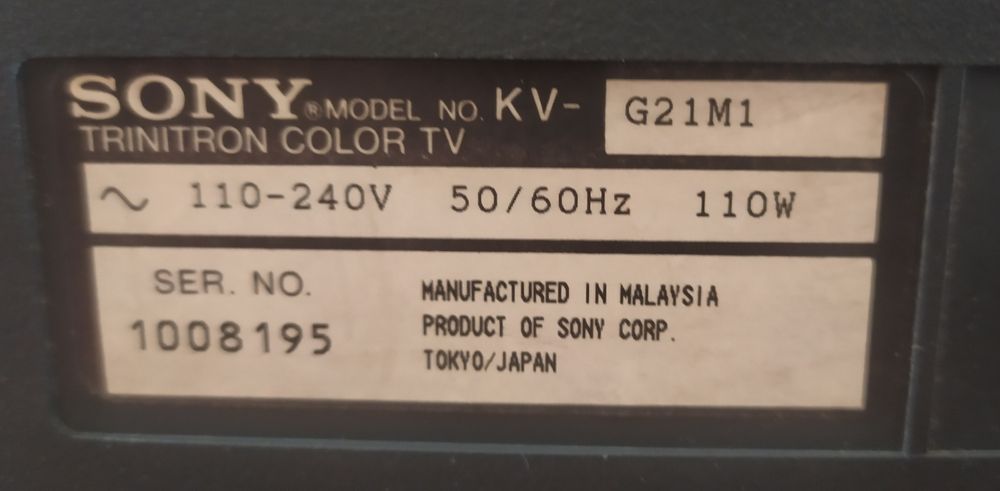 SONY® MODEL NO. KV- G21M1
TRINITRON COLOR TV
~ 110-240V 50/60Hz 110W
SER. NO.
1008195
MANUFACTURED IN MALAYSIA
PRODUCT OF SONY CORP.
TOKYO/JAPAN